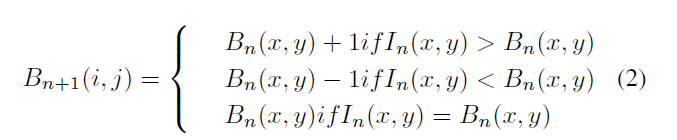 B_{n+1}(i, j) = {
B_n(x, y) + 1ifI_n(x, y) > B_n(x, y)
B_n(x, y) − 1ifI_n(x, y) < B_n(x, y) (2)
B_n(x, y)ifI_n(x, y) = B_n(x, y)